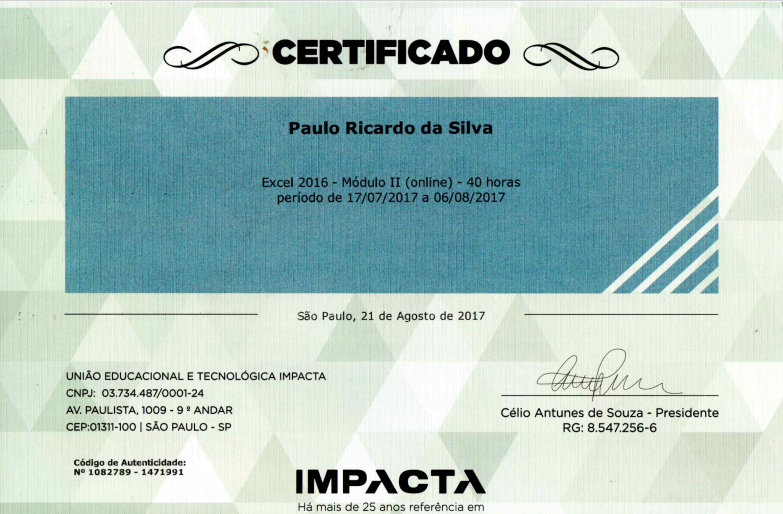 CERTIFICADO
Paulo Ricardo da Silva
Excel 2016 - Módulo II (online) - 40 horas
período de 17/07/2017 a 06/08/2017
São Paulo, 21 de Agosto de 2017
UNIÃO EDUCACIONAL E TECNOLÓGICA IMPACTA
CNPJ: 03.734.487/0001-24
AV. PAULISTA, 1009 - 9 º ANDAR
CEP:01311-100 | SÃO PAULO - SP
Célio Antunes de Souza - Presidente
RG: 8.547.256-6
Código de Autenticidade:
Nº 1082789 - 1471991
IMPACTA
Há mais de 25 anos referência em